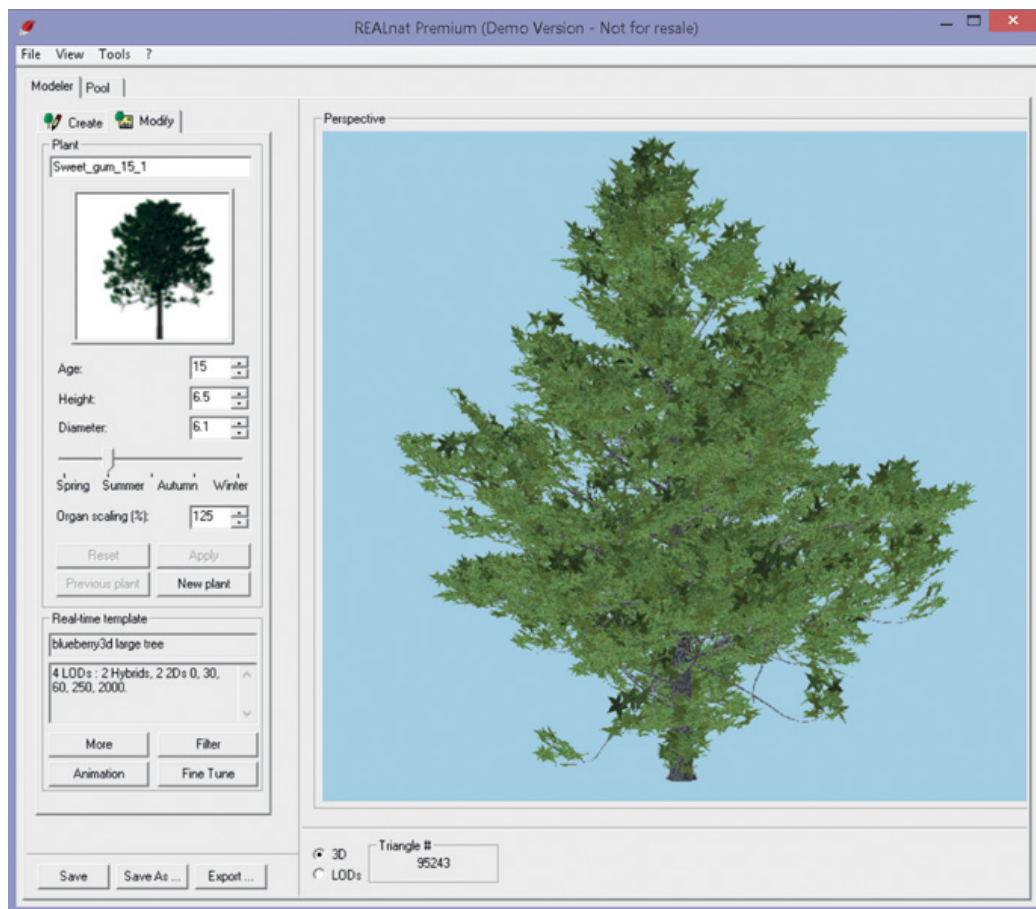 REALnat Premium (Demo Version - Not for resale)
File View Tools ?
Modeler Pool
Create Modify
Plant
Sweet_gum_15_1
Age: 15
Height: 6.5
Diameter: 6.1
Spring Summer Autumn Winter
Organ scaling (%): 125
Reset Apply
Previous plant New plant
Real-time template
blueberry3d large tree
4 LODs : 2 Hybrids, 2 2Ds 0, 30,
60, 250, 2000.
More Filter
Animation Fine Tune
Save Save As ... Export ...
Perspective
3D
LODs
Triangle #
95243